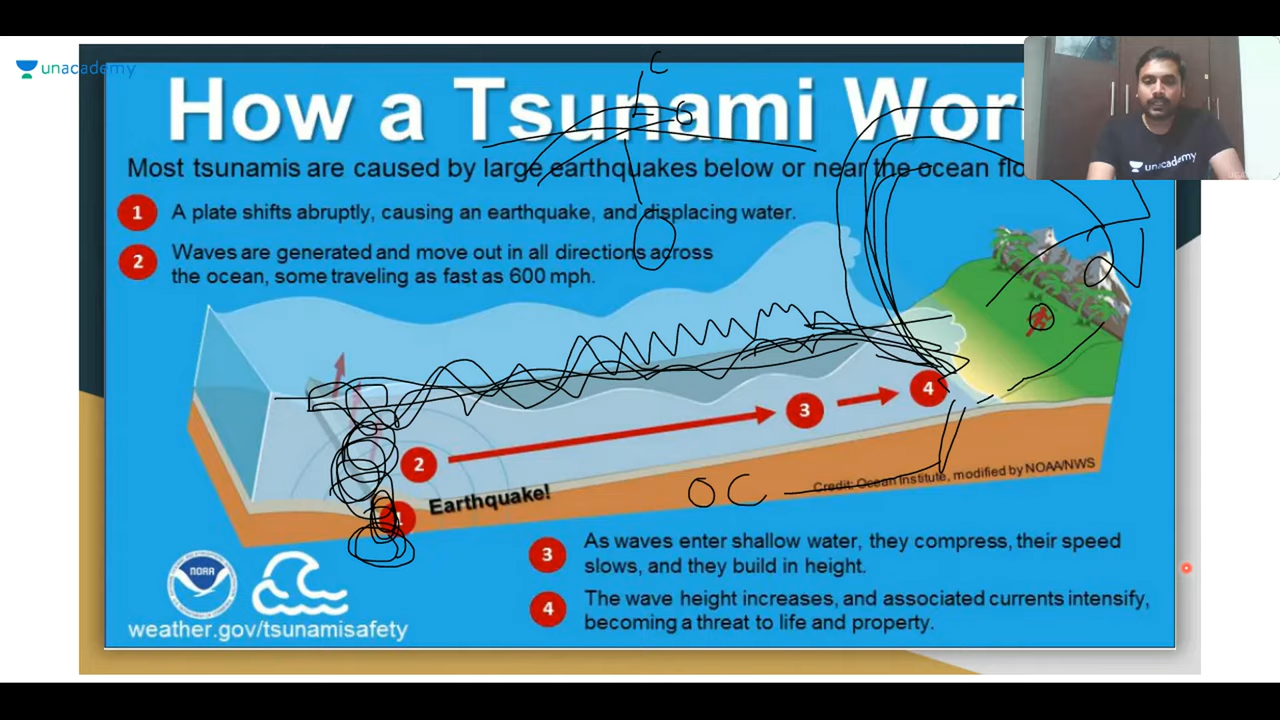 unacademy
How a Tsunami Wor
Most tsunamis are caused by large earthquakes below or near the ocean flo
1 A plate shifts abruptly, causing an earthquake, and displacing water.
2 Waves are generated and move out in all directions across
the ocean, some traveling as fast as 600 mph.
C
O
O
unacademy
4
3
2
1
Earthquake!
OC
Credit: Ocean Institute, modified by NOAA/NWS
3 As waves enter shallow water, they compress, their speed
slows, and they build in height.
4 The wave height increases, and associated currents intensify,
becoming a threat to life and property.
NOAA
weather.gov/tsunamisafety